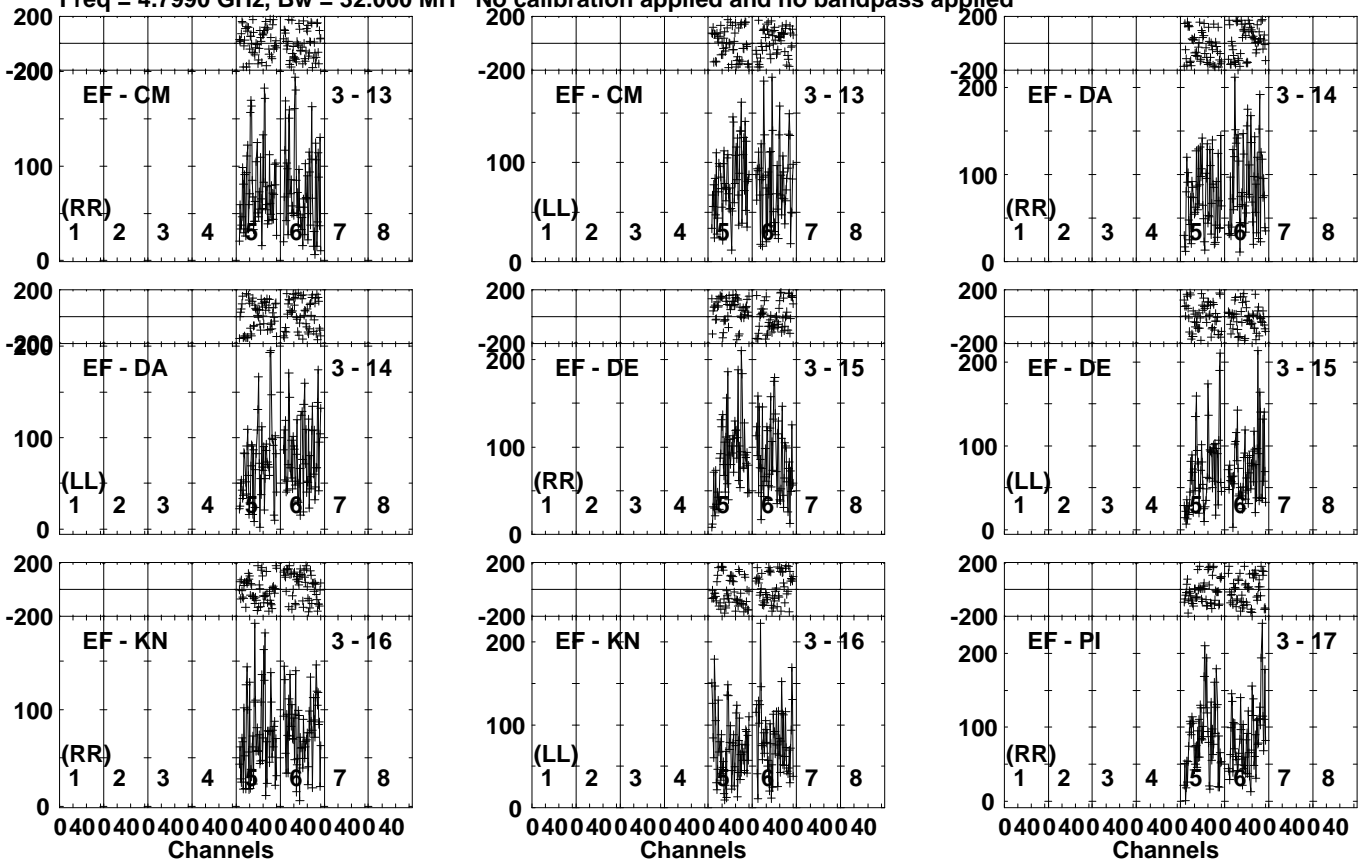 Freq = 4.7990 GHz, Bw = 32.000 MH No calibration applied and no bandpass applied
200 200 200
-200 -200 -200
EF - CM 3 - 13 EF - CM 3 - 13 200 EF - DA 3 - 14
100 100 100
(RR) (LL) (RR)
1 2 3 4 5 6 7 8 1 2 3 4 5 6 7 8 1 2 3 4 5 6 7 8
0 0 0
200 200 200
-200 -200 -200
200 EF - DA 3 - 14 200 EF - DE 3 - 15 200 EF - DE 3 - 15
100 100 100
(LL) (RR) (LL)
1 2 3 4 5 6 7 8 1 2 3 4 5 6 7 8 1 2 3 4 5 6 7 8
0 0 0
200 200 200
-200 -200 -200
EF - KN 3 - 16 200 EF - KN 3 - 16 200 EF - PI 3 - 17
100 100 100
(RR) (LL) (RR)
1 2 3 4 5 6 7 8 1 2 3 4 5 6 7 8 1 2 3 4 5 6 7 8
0 0 0
0 40 0 40 0 40 0 40 0 40 0 40 0 40 0 40 0 40 0 40 0 40 0 40 0 40 0 40 0 40 0 40 0 40 0 40 0 40 0 40 0 40 0 40 0 40 0 40
Channels Channels Channels